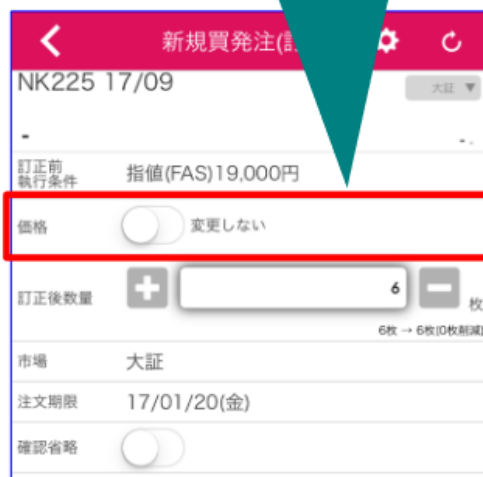 新規買発注(
NK225 17/09
大証 ▼
-
- .
訂正前
執行条件 指値(FAS)19,000円
価格 変更しない
訂正後数量 + 6 - 枚
6枚 → 6枚(0枚削減)
市場 大証
注文期限 17/01/20(金)
確認省略